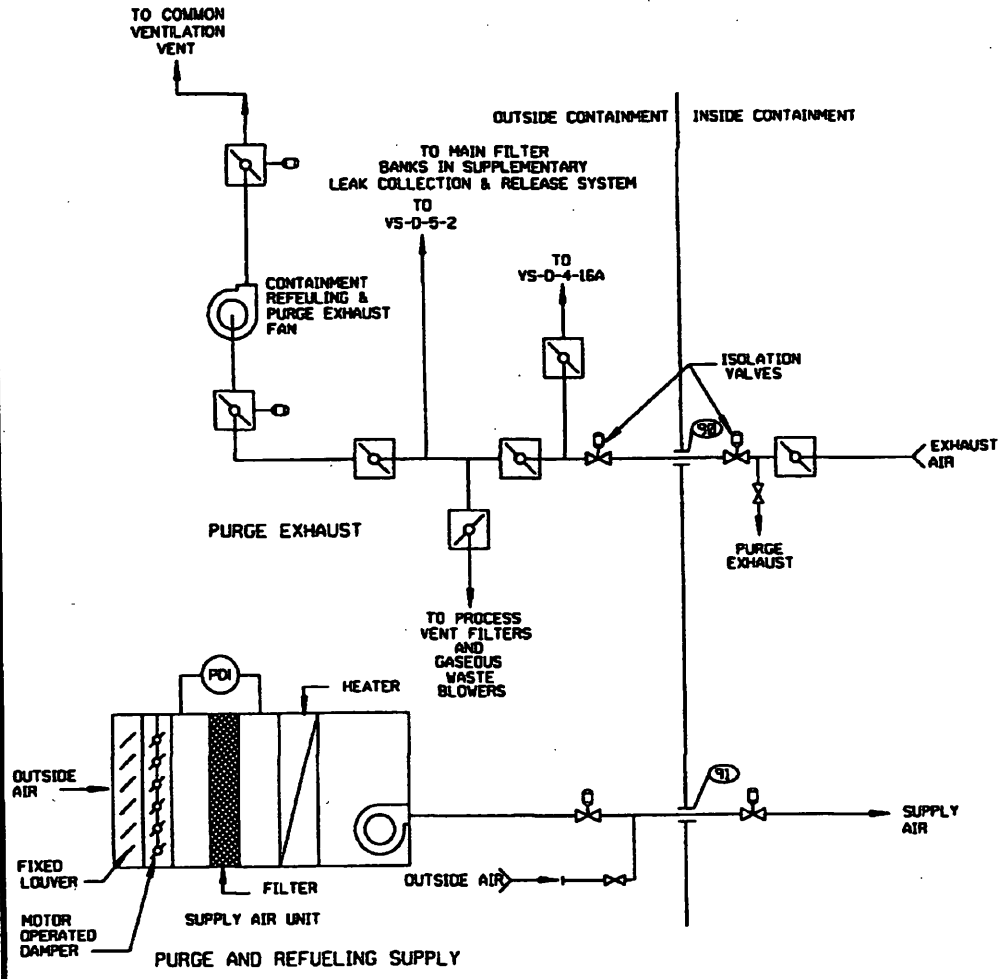 TO COMMON
VENTILATION
VENT
OUTSIDE CONTAINMENT
INSIDE CONTAINMENT
TO MAIN FILTER
BANKS IN SUPPLEMENTARY
LEAK COLLECTION & RELEASE SYSTEM
TO
VS-D-5-2
TO
VS-D-4-16A
CONTAINMENT
REFEULING &
PURGE EXHAUST
FAN
ISOLATION
VALVES
90
EXHAUST
AIR
PURGE EXHAUST
PURGE
EXHAUST
TO PROCESS
VENT FILTERS
AND
GASEOUS
WASTE
BLOWERS
PDI
HEATER
OUTSIDE
AIR
91
SUPPLY
AIR
FIXED
LOUVER
FILTER
OUTSIDE AIR
MOTOR
OPERATED
DAMPER
SUPPLY AIR UNIT
PURGE AND REFUELING SUPPLY